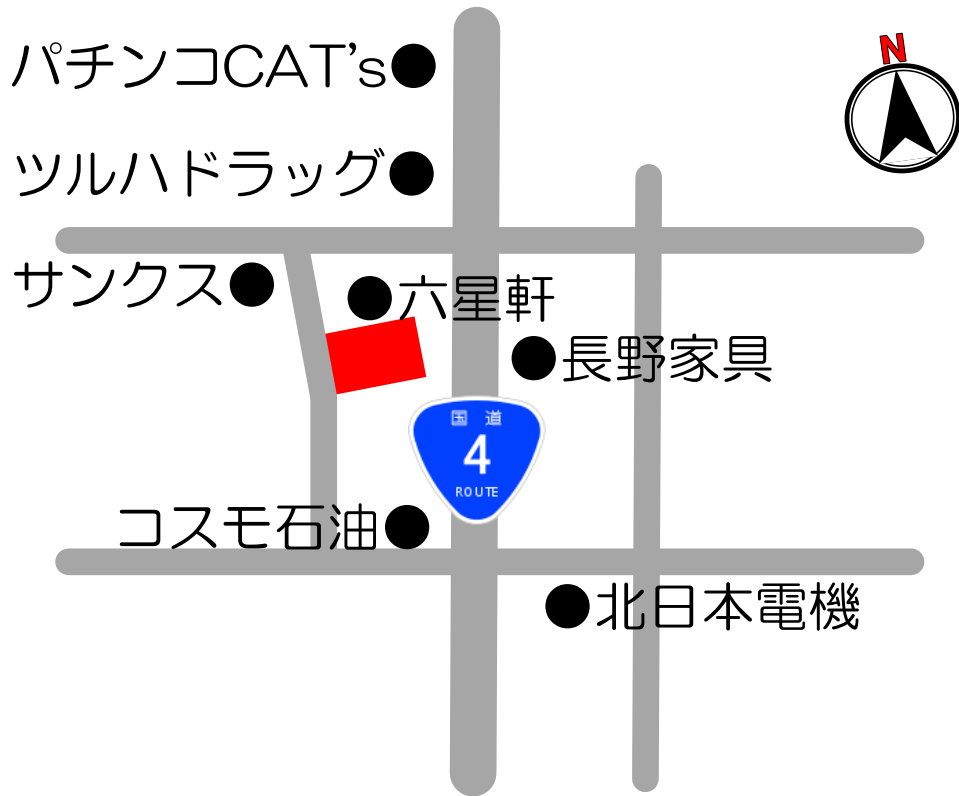 パチンコCAT's
N
ツルハドラッグ
サンクス
六星軒
長野家具
国道
4
ROUTE
コスモ石油
北日本電機